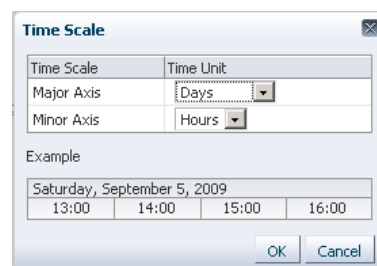 Time Scale
Time Scale Time Unit
Major Axis Days
Minor Axis Hours
Example
Saturday, September 5, 2009
13:00 14:00 15:00 16:00
OK Cancel